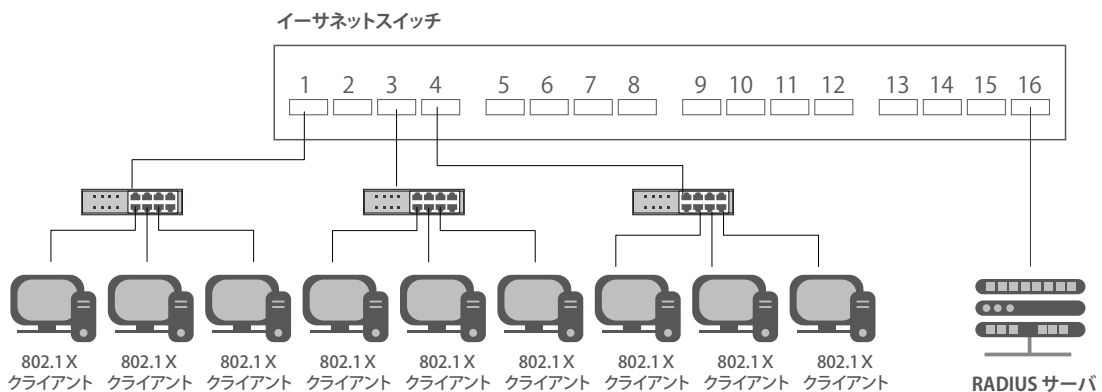 イーサネットスイッチ
1 2 3 4 5 6 7 8 9 10 11 12 13 14 15 16
802.1X 802.1X 802.1X 802.1X 802.1X 802.1X 802.1X 802.1X 802.1X
クライアント クライアント クライアント クライアント クライアント クライアント クライアント クライアント クライアント
RADIUS サーバ